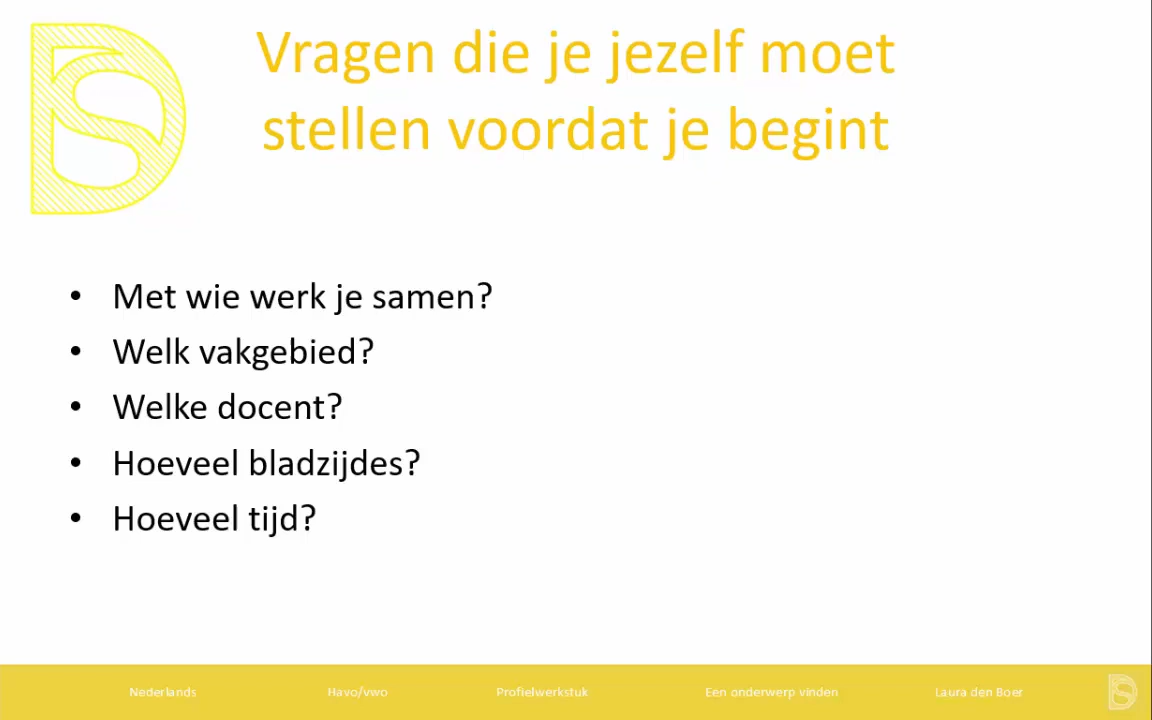 Vragen die je jezelf moet
stellen voordat je begint
• Met wie werk je samen?
• Welk vakgebied?
• Welke docent?
• Hoeveel bladzijdes?
• Hoeveel tijd?
Nederlands Havo/vwo Profielwerkstuk Een onderwerp vinden Laura den Boer